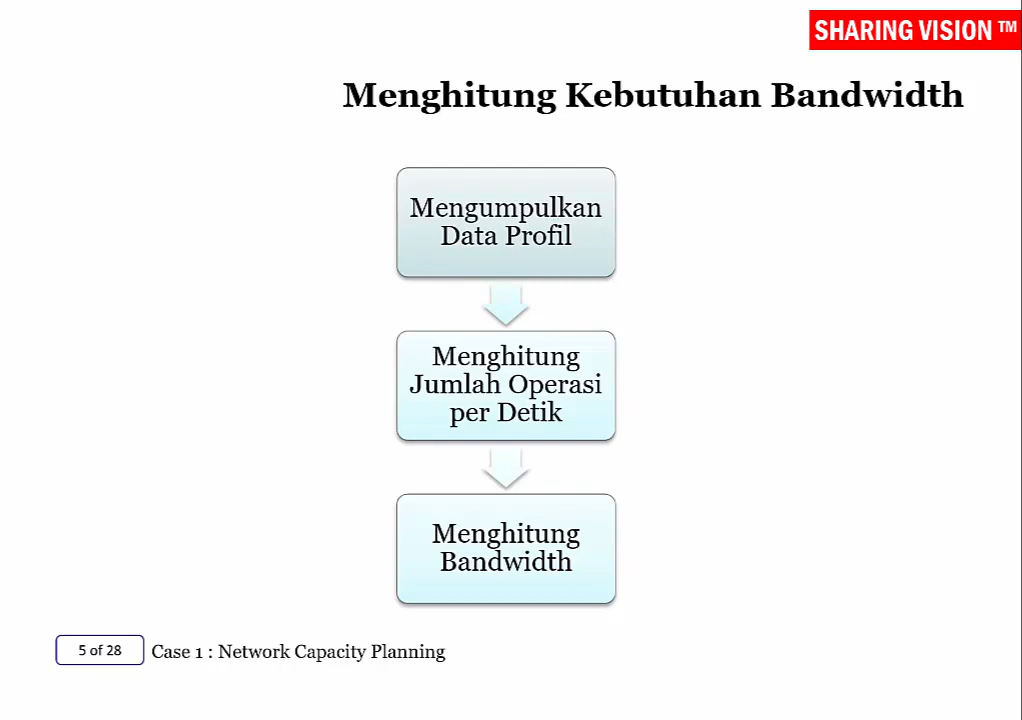 SHARING VISION ™
Menghitung Kebutuhan Bandwidth
Mengumpulkan
Data Profil
Menghitung
Jumlah Operasi
per Detik
Menghitung
Bandwidth
5 of 28
Case 1 : Network Capacity Planning